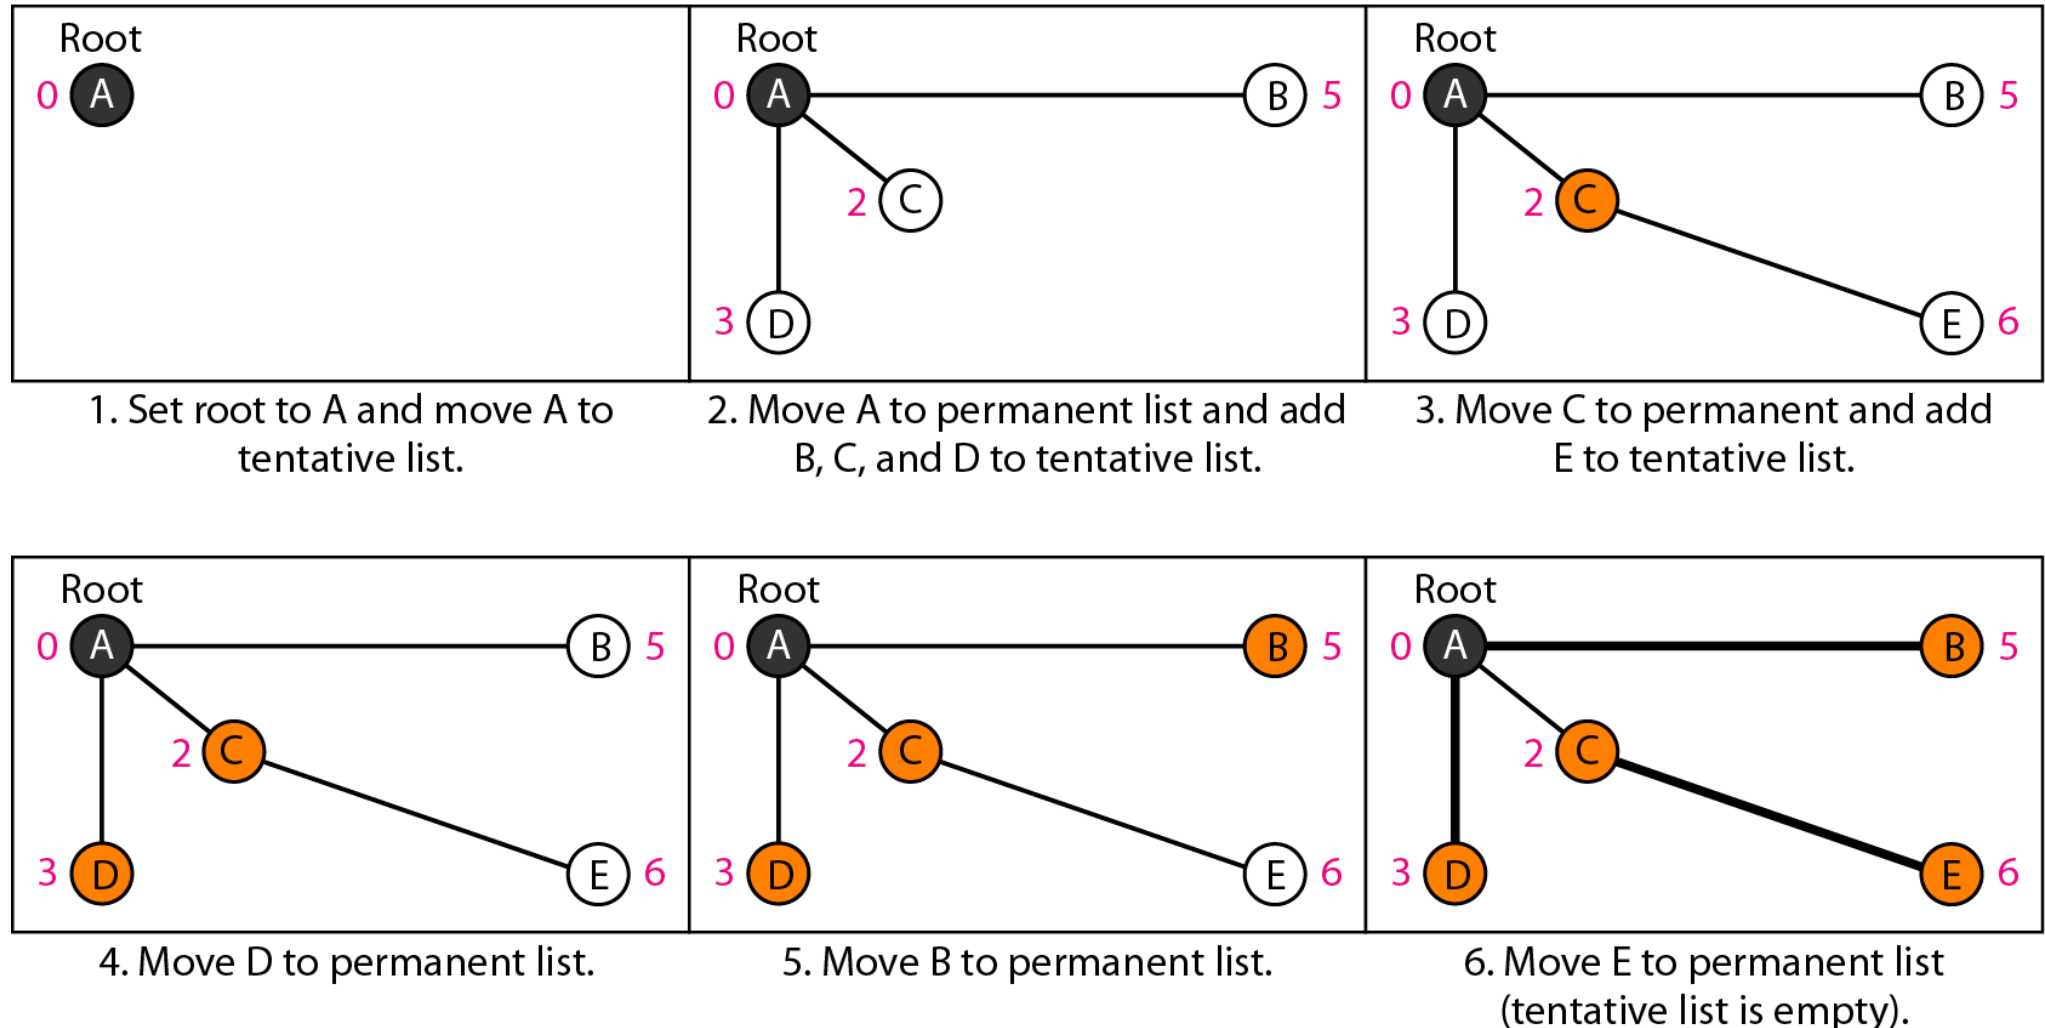 Root
0 A
Root
0 A B 5
2 C
3 D
Root
0 A B 5
2 C
3 D E 6
1. Set root to A and move A to
tentative list.
2. Move A to permanent list and add
B, C, and D to tentative list.
3. Move C to permanent and add
E to tentative list.
Root
0 A B 5
2 C
3 D E 6
Root
0 A B 5
2 C
3 D E 6
Root
0 A B 5
2 C
3 D E 6
4. Move D to permanent list.
5. Move B to permanent list.
6. Move E to permanent list
(tentative list is empty).